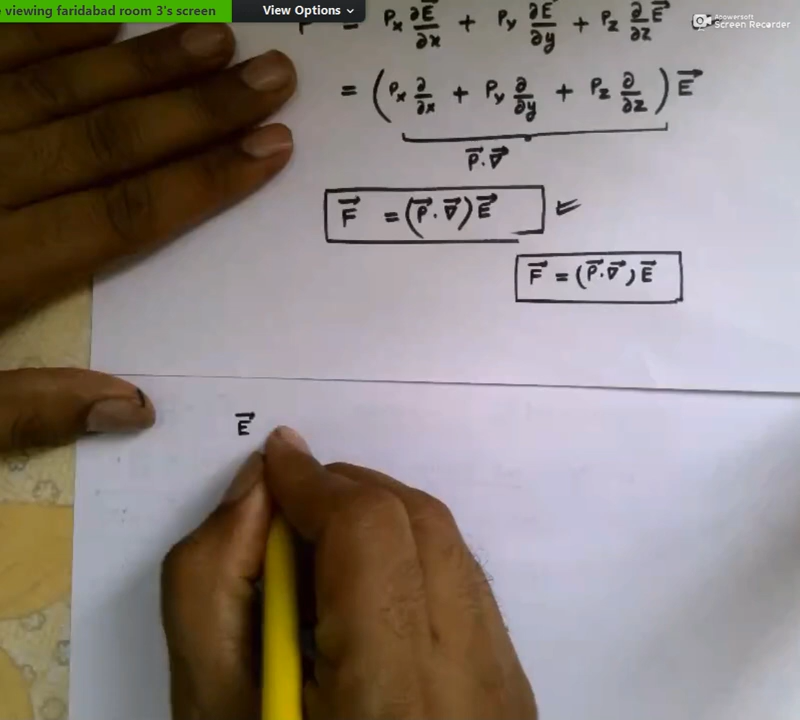 viewing faridabad room 3's screen View Options
Apowersoft
Screen Recorder
= Px ∂E⃗/∂x + Py ∂E⃗/∂y + Pz ∂/∂z E⃗
= (Px ∂/∂x + Py ∂/∂y + Pz ∂/∂z) E⃗
P⃗.∇⃗
F⃗ = (P⃗.∇⃗)E⃗
F⃗ = (P⃗.∇⃗)E⃗
E⃗